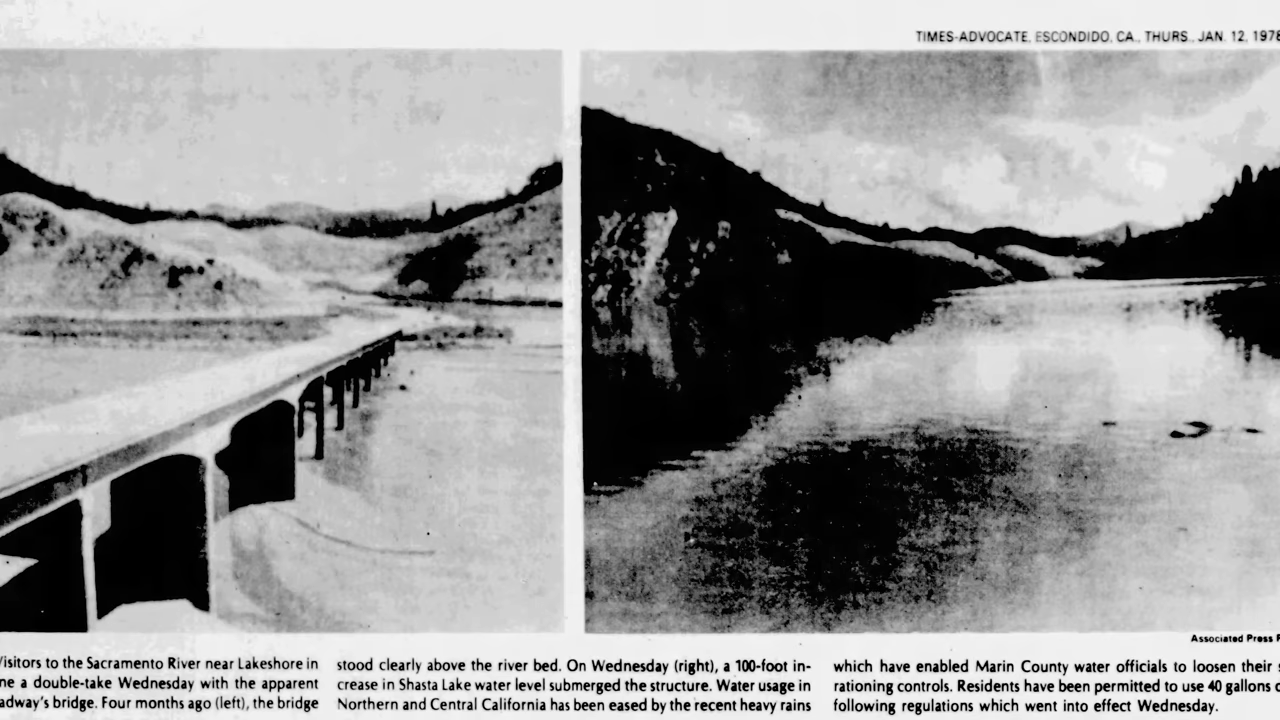 TIMES-ADVOCATE, ESCONDIDO, CA., THURS., JAN. 12, 1978
Associated Press
Visitors to the Sacramento River near Lakeshore in
a double-take Wednesday with the apparent
bridge. Four months ago (left), the bridge
stood clearly above the river bed. On Wednesday (right), a 100-foot in-
crease in Shasta Lake water level submerged the structure. Water usage in
Northern and Central California has been eased by the recent heavy rains
which have enabled Marin County water officials to loosen their
rationing controls. Residents have been permitted to use 40 gallons
following regulations which went into effect Wednesday.